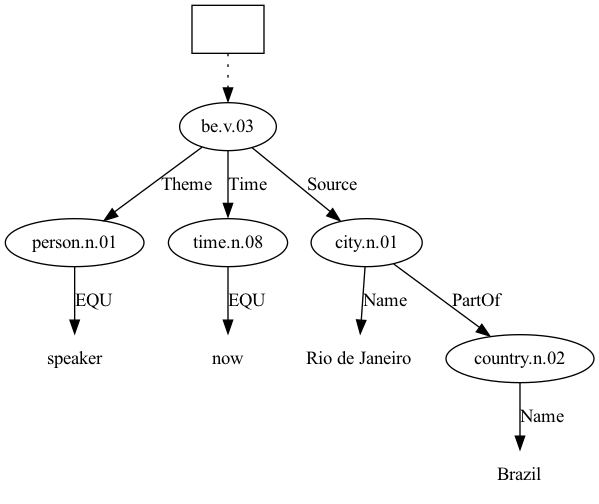 be.v.03
Theme Time Source
person.n.01 time.n.08 city.n.01
EQU EQU Name PartOf
speaker now Rio de Janeiro country.n.02
Name
Brazil